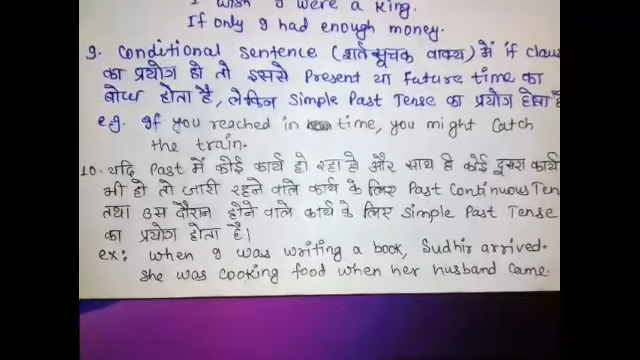 I wish I were a king.
If only I had enough money.
9. Conditional Sentence (शर्तसूचक वाक्य) में if claus
का प्रयोग हो तो इससे Present या future time का
बोध होता है, लेकिन Simple Past Tense का प्रयोग होता है
e.g. If you reached in time, you might catch
the train.
10. यदि Past में कोई कार्य हो रहा हो और साथ ही कोई दूसरा कार्य
भी हो तो जारी रहने वाले कार्य के लिए Past Continuous Ten
तथा उस दौरान होने वाले कार्य के लिए Simple Past Tense
का प्रयोग होता है।
ex: When I was writing a book, Sudhir arrived.
She was cooking food when her husband came.